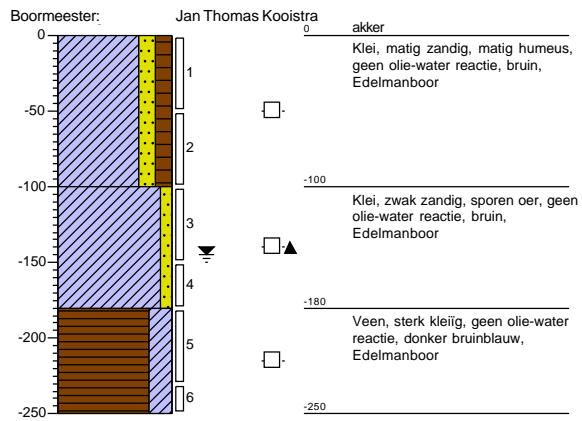 Boormeester: Jan Thomas Kooistra
0 akker
0
Klei, matig zandig, matig humeus,
geen olie-water reactie, bruin,
Edelmanboor
1
-50
2
-100
-100
Klei, zwak zandig, sporen oer, geen
olie-water reactie, bruin,
Edelmanboor
3
-150
4
-180
Veen, sterk kleiïg, geen olie-water
reactie, donker bruinblauw,
Edelmanboor
-200
5
6
-250
-250